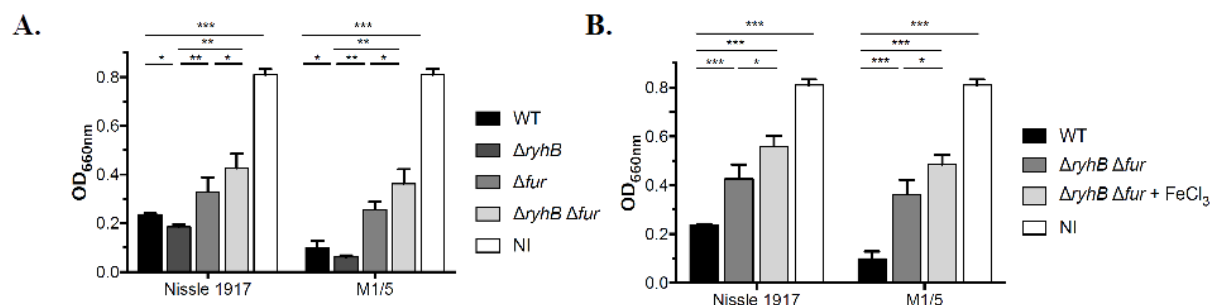 A.
***
***
**
**
*
**
*
*
**
*
0.8
0.6
0.4
0.2
0.0
OD660nm
Nissle 1917
M1/5
WT
ΔryhB
Δfur
ΔryhB Δfur
NI
B.
***
***
***
***
***
*
***
*
0.8
0.6
0.4
0.2
0.0
OD660nm
Nissle 1917
M1/5
WT
ΔryhB Δfur
ΔryhB Δfur + FeCl3
NI